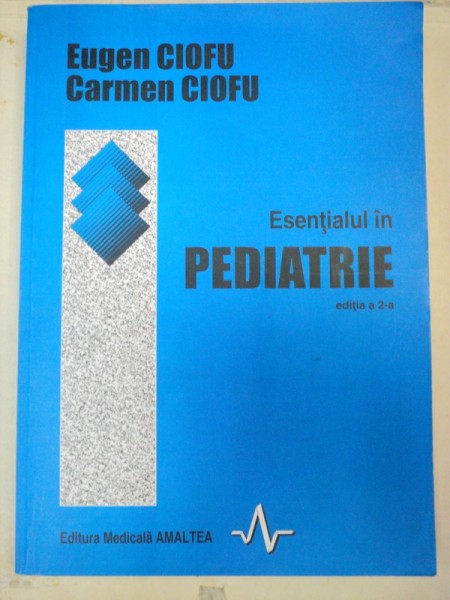 Eugen CIOFU
Carmen CIOFU
Esenţialul în
PEDIATRIE
ediţia a 2-a
Editura Medicală AMALTEA